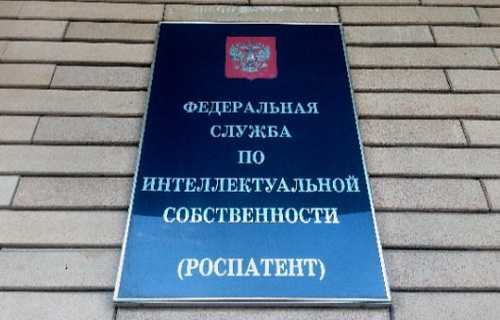 ФЕДЕРАЛЬНАЯ
СЛУЖБА
ПО
ИНТЕЛЛЕКТУАЛЬНОЙ
СОБСТВЕННОСТИ
(РОСПАТЕНТ)